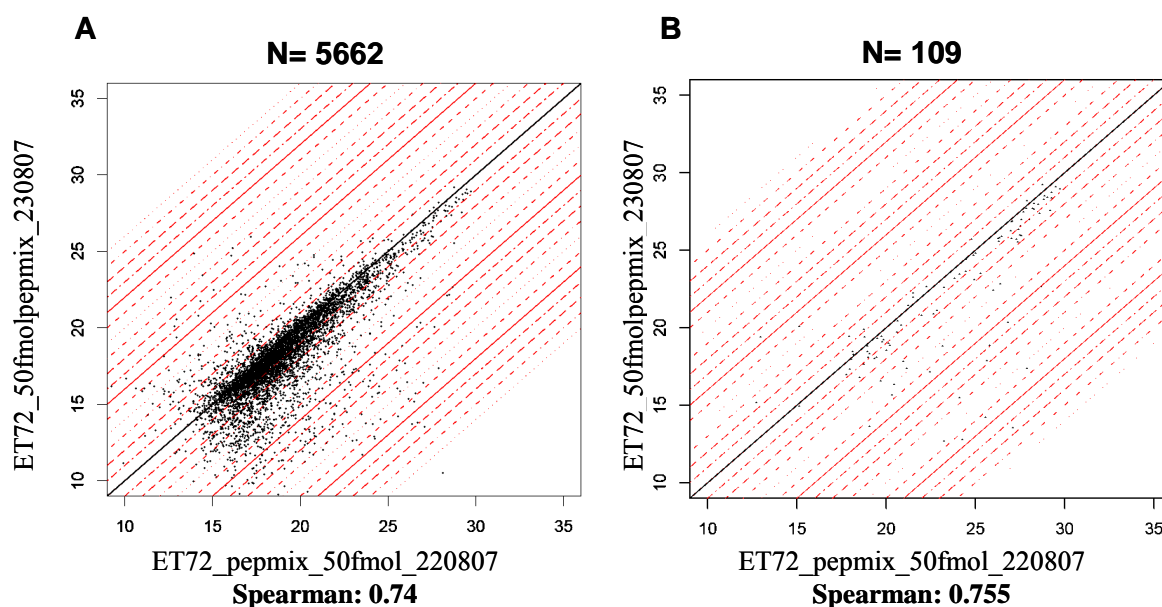 A
N= 5662
35
30
25
20
15
10
ET72_50fmolpepmix_230807
10 15 20 25 30 35
ET72_pepmix_50fmol_220807
Spearman: 0.74
B
N= 109
35
30
25
20
15
10
ET72_50fmolpepmix_230807
10 15 20 25 30 35
ET72_pepmix_50fmol_220807
Spearman: 0.755